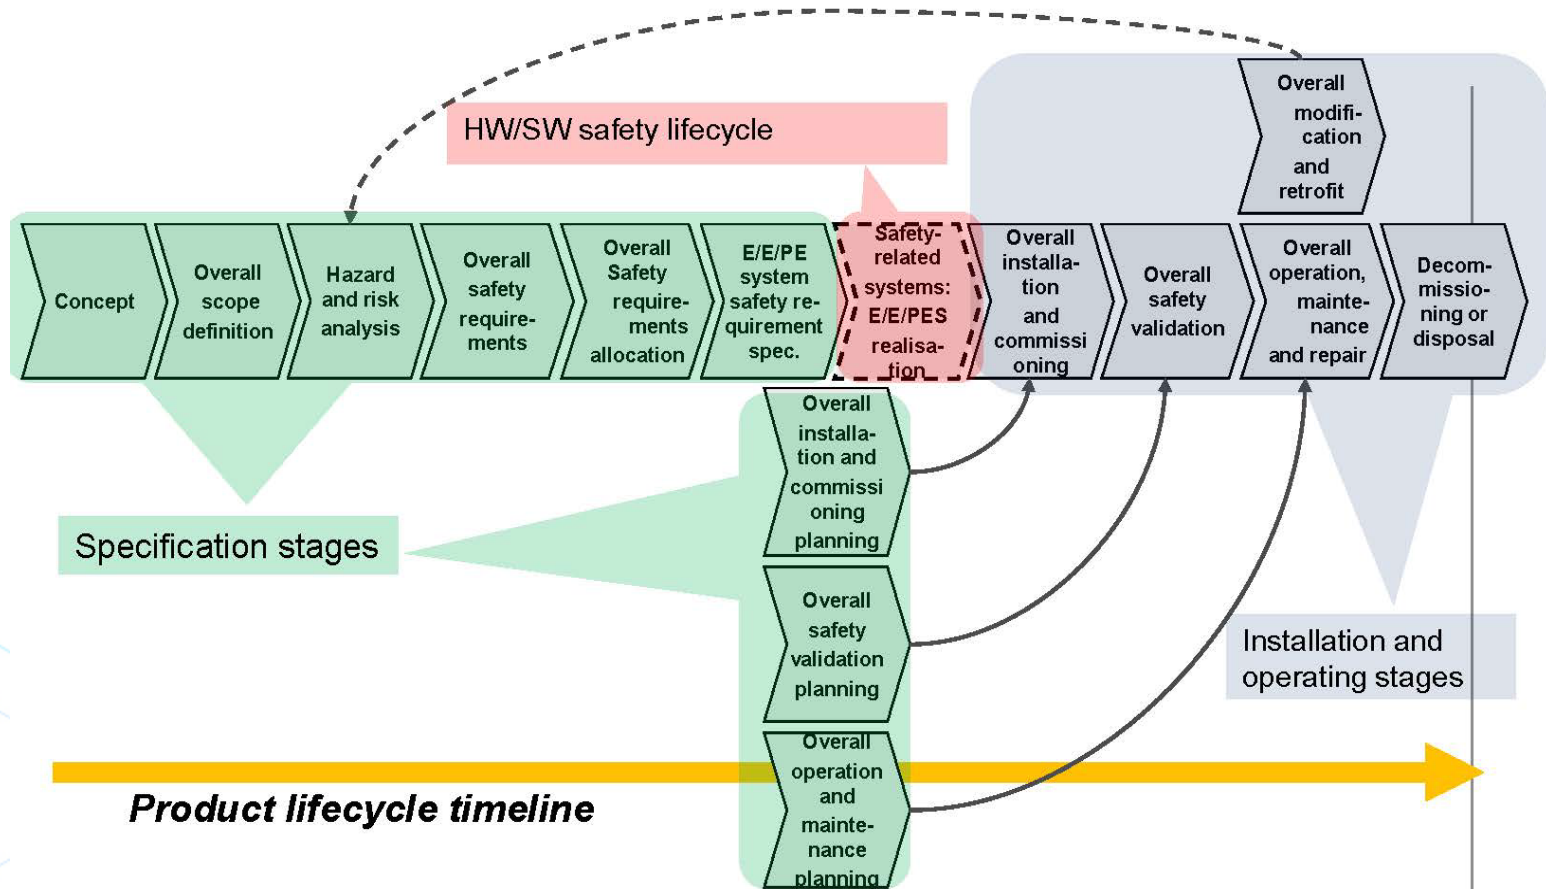 Overall
modifi-
cation
and
retrofit
HW/SW safety lifecycle
Concept
Overall
scope
definition
Hazard
and risk
analysis
Overall
safety
require-
ments
Overall
Safety
require-
ments
allocation
E/E/PE
system
safety re-
quirement
spec.
Safety-
related
systems:
E/E/PES
realisa-
tion
Overall
installa-
tion
and
commissi
oning
Overall
safety
validation
Overall
operation,
mainte-
nance
and repair
Decom-
missio-
ning or
disposal
Overall
installa-
tion and
commissi
oning
planning
Specification stages
Overall
safety
validation
planning
Installation and
operating stages
Overall
operation
and
mainte-
nance
planning
Product lifecycle timeline